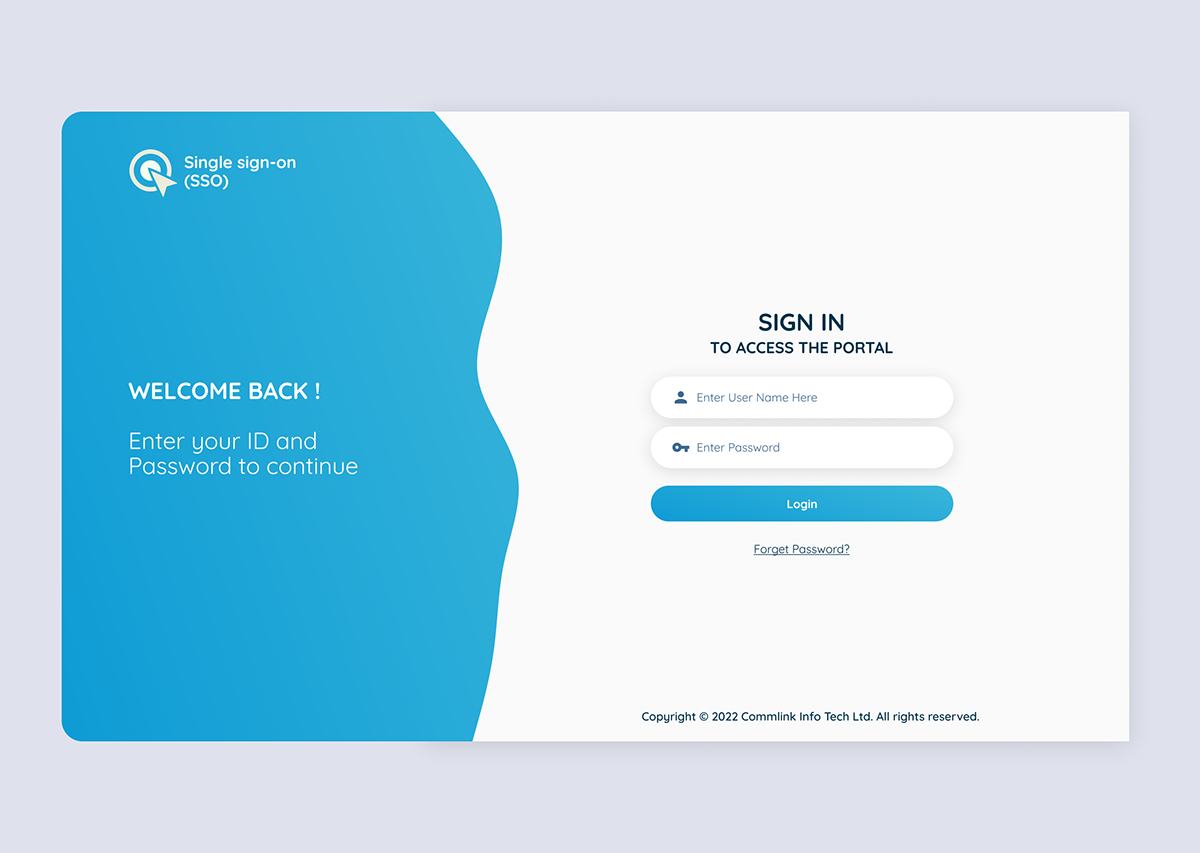 Single sign-on
(SSO)
WELCOME BACK !
Enter your ID and
Password to continue
SIGN IN
TO ACCESS THE PORTAL
Enter User Name Here
Enter Password
Login
Forget Password?
Copyright © 2022 Commlink Info Tech Ltd. All rights reserved.